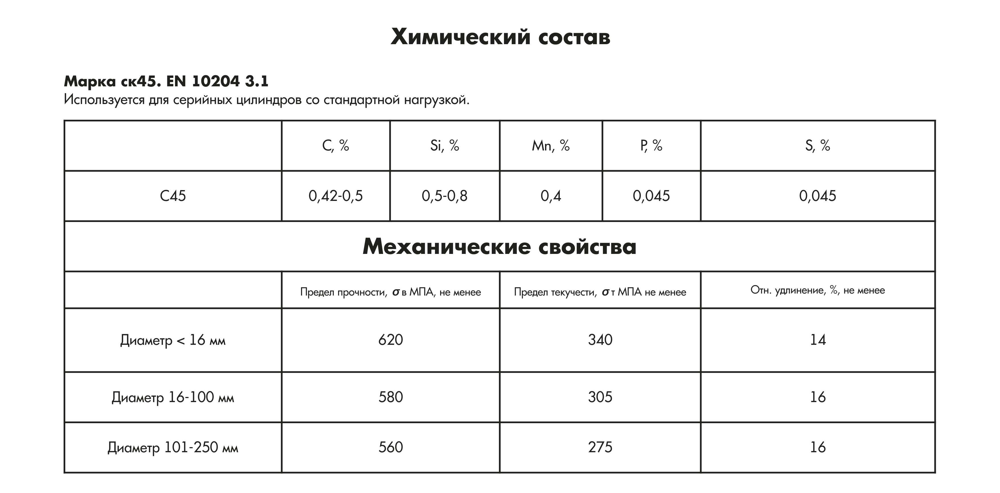 Химический состав
Марка ск45. EN 10204 3.1
Используется для серийных цилиндров со стандартной нагрузкой.
C, % Si, % Mn, % P, % S, %
C45 0,42-0,5 0,5-0,8 0,4 0,045 0,045
Механические свойства
Предел прочности, σ в МПА, не менее Предел текучести, σ т МПА не менее Отн. удлинение, %, не менее
Диаметр < 16 мм 620 340 14
Диаметр 16-100 мм 580 305 16
Диаметр 101-250 мм 560 275 16